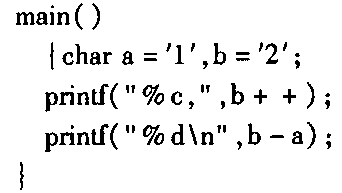 main()
{char a='1',b='2';
printf("%c,",b++);
printf("%d\n",b-a);
}